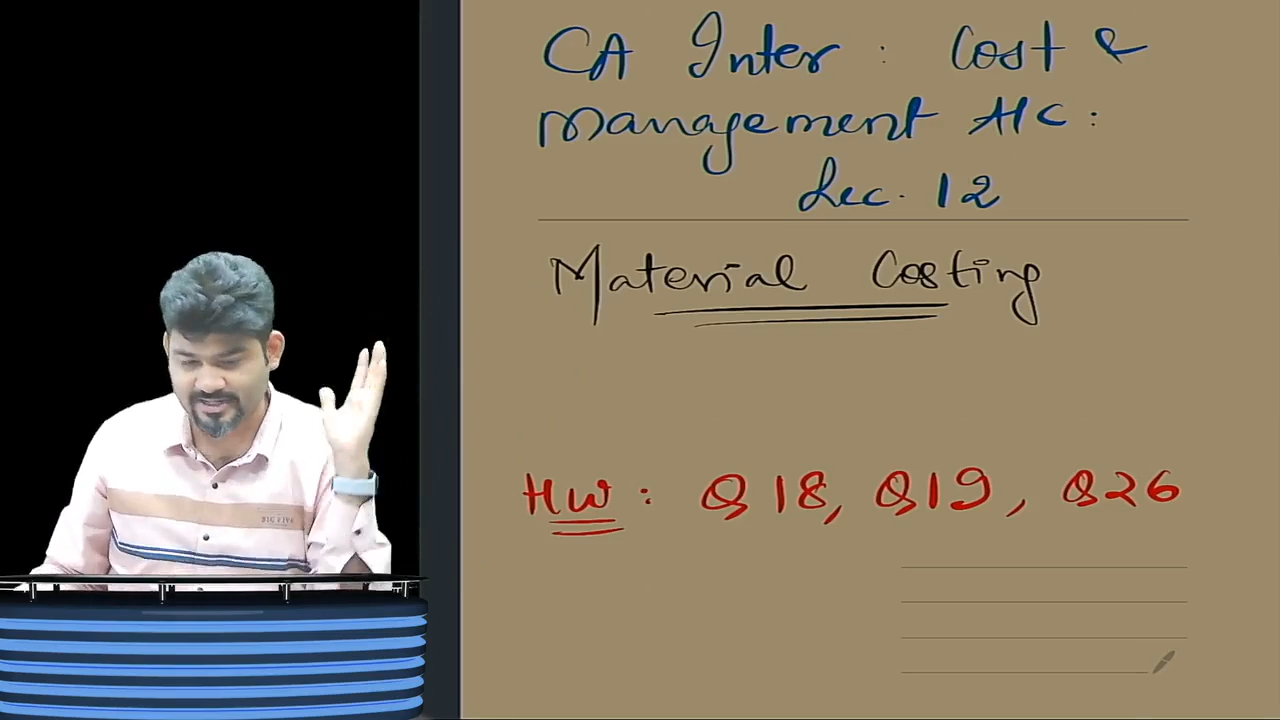 CA Inter : Cost &
Management A/C :
Lec. 12
Material Costing
HW : Q18, Q19, Q26